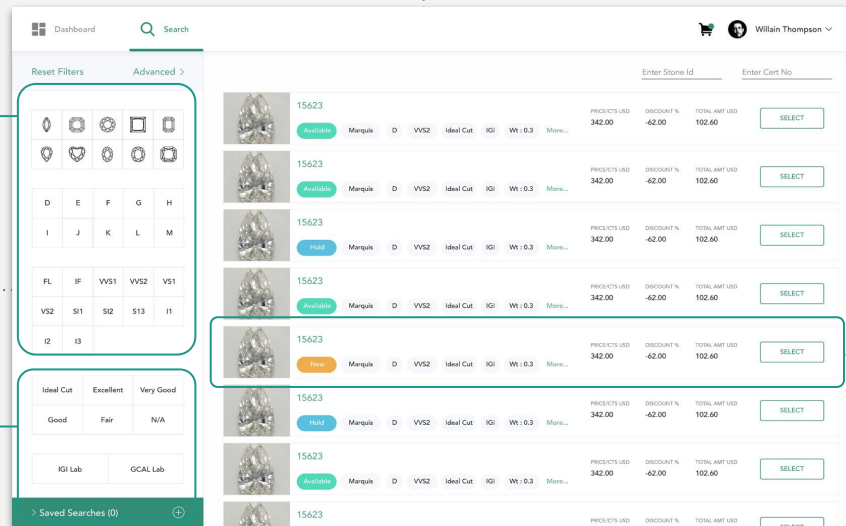 Dashboard Search Willain Thompson
Reset Filters Advanced >
Enter Stone Id Enter Cert No
D E F G H
I J K L M
FL IF VVS1 VVS2 VS1
VS2 SI1 SI2 S13 I1
I2 I3
Ideal Cut Excellent Very Good
Good Fair N/A
IGI Lab GCAL Lab
> Saved Searches (0)
15623
PRICE/CTS USD DISCOUNT % TOTAL AMT USD
342.00 -62.00 102.60
SELECT
Available Marquis D VVS2 Ideal Cut IGI Wt : 0.3 More...
15623
PRICE/CTS USD DISCOUNT % TOTAL AMT USD
342.00 -62.00 102.60
SELECT
Available Marquis D VVS2 Ideal Cut IGI Wt : 0.3 More...
15623
PRICE/CTS USD DISCOUNT % TOTAL AMT USD
342.00 -62.00 102.60
SELECT
Hold Marquis D VVS2 Ideal Cut IGI Wt : 0.3 More...
15623
PRICE/CTS USD DISCOUNT % TOTAL AMT USD
342.00 -62.00 102.60
SELECT
Available Marquis D VVS2 Ideal Cut IGI Wt : 0.3 More...
15623
PRICE/CTS USD DISCOUNT % TOTAL AMT USD
342.00 -62.00 102.60
SELECT
New Marquis D VVS2 Ideal Cut IGI Wt : 0.3 More...
15623
PRICE/CTS USD DISCOUNT % TOTAL AMT USD
342.00 -62.00 102.60
SELECT
Hold Marquis D VVS2 Ideal Cut IGI Wt : 0.3 More...
15623
PRICE/CTS USD DISCOUNT % TOTAL AMT USD
342.00 -62.00 102.60
SELECT
Available Marquis D VVS2 Ideal Cut IGI Wt : 0.3 More...
15623
PRICE/CTS USD DISCOUNT % TOTAL AMT USD
SELECT